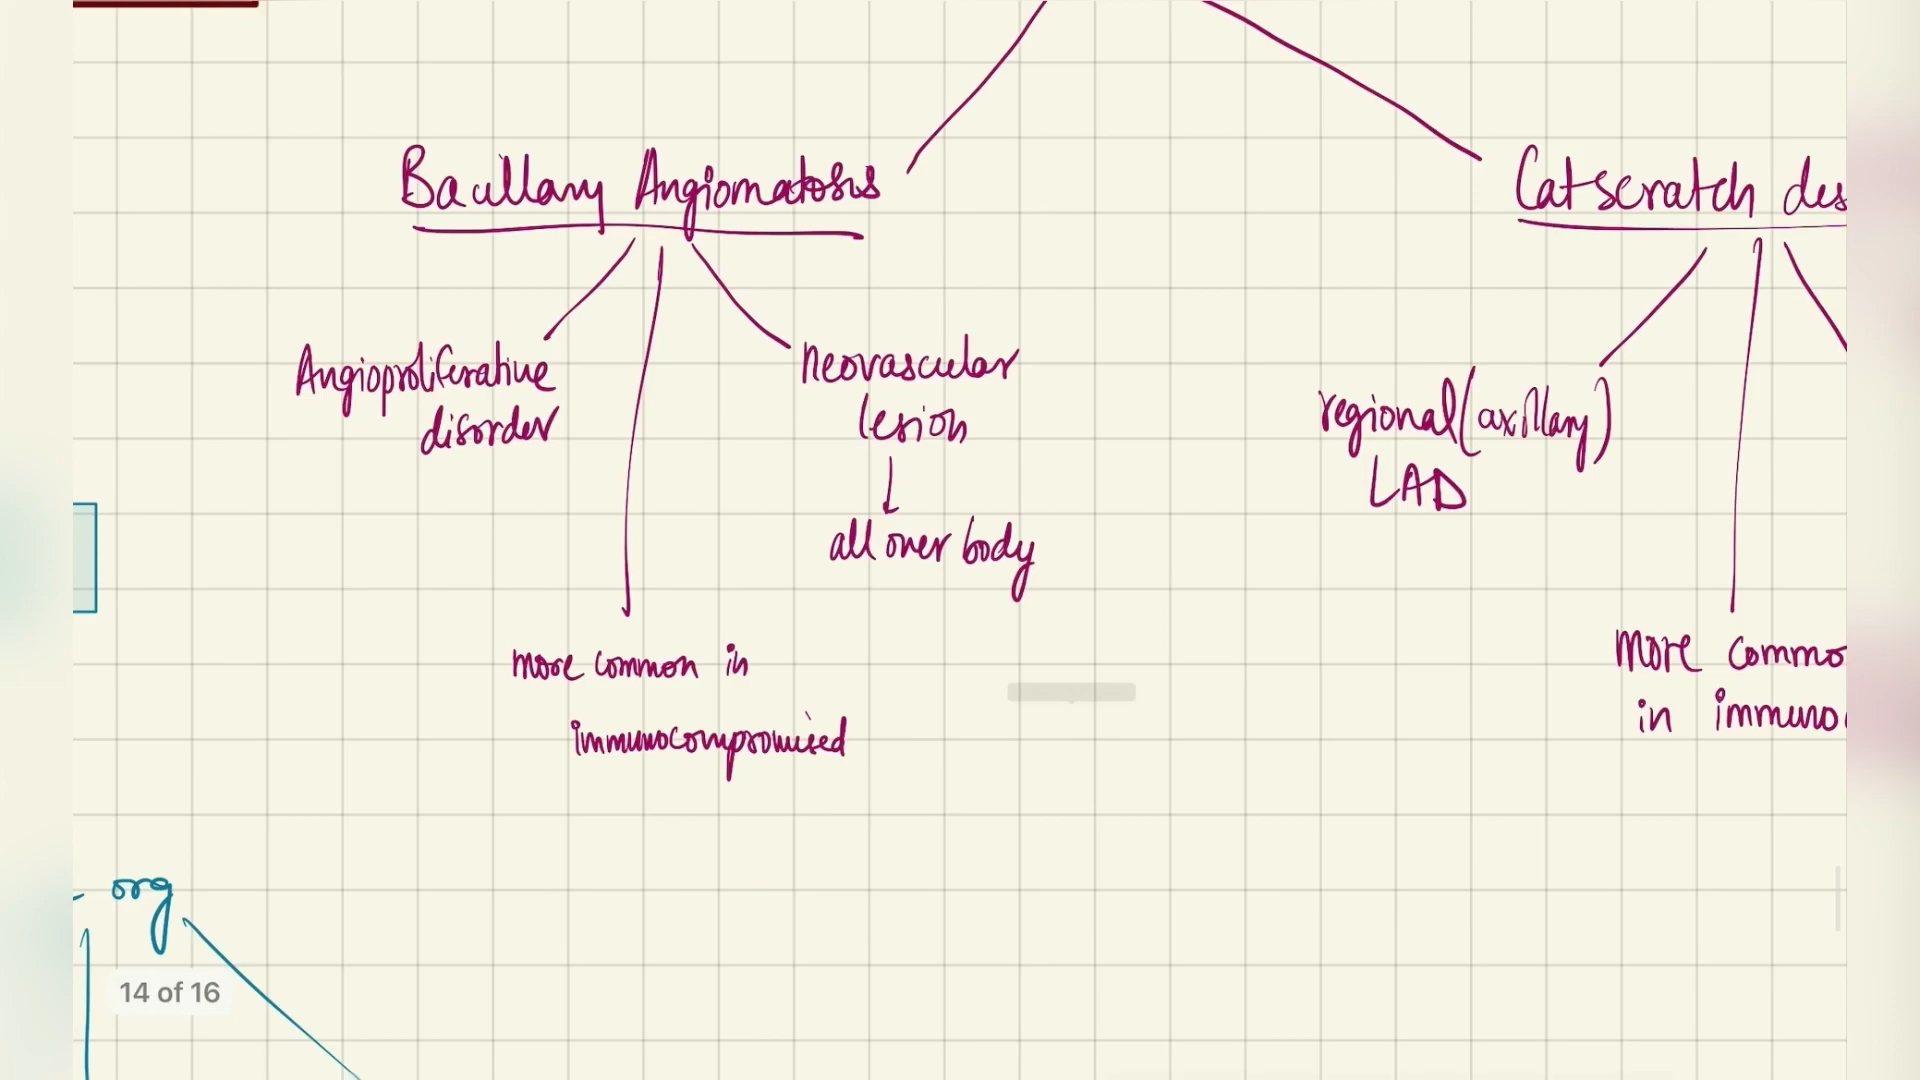 Bacillary Angiomatosis
Catscratch des
Angioproliferative
disorder
neovascular
lesion
all over body
regional (axillary)
LAD
more common in
immunocompromised
more commo
in immuno
org
14 of 16